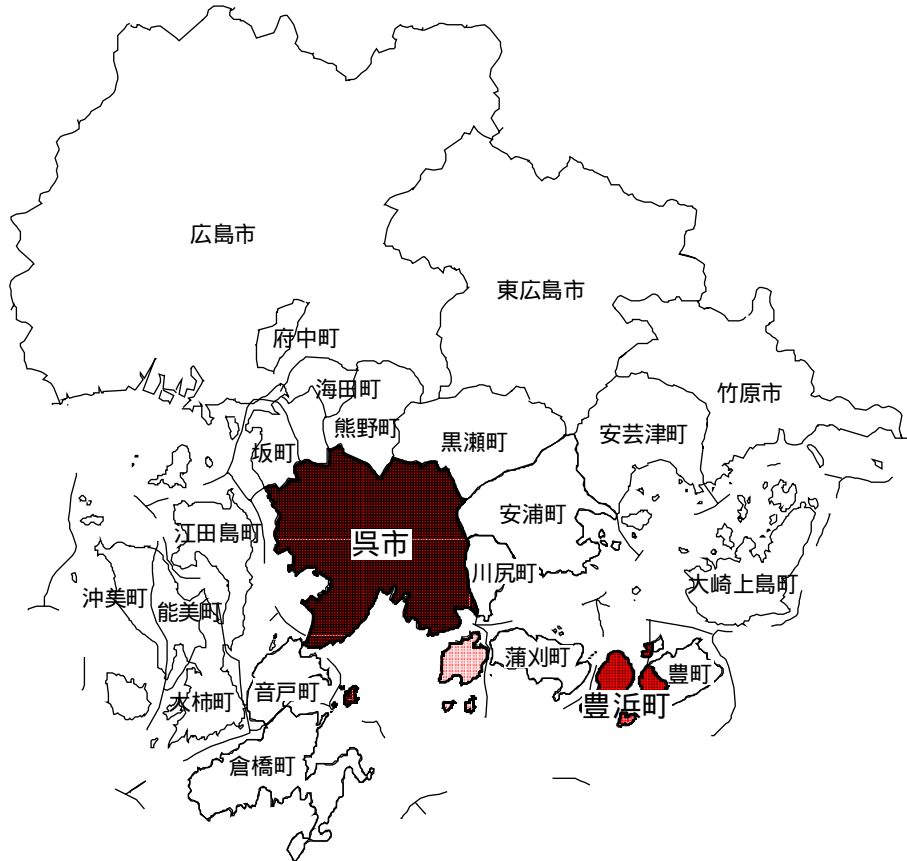 広島市
東広島市
府中町
海田町
竹原市
熊野町
黒瀬町
安芸津町
坂町
安浦町
江田島町
呉市
川尻町
大崎上島町
沖美町
能美町
蒲刈町
豊町
音戸町
大柿町
豊浜町
倉橋町